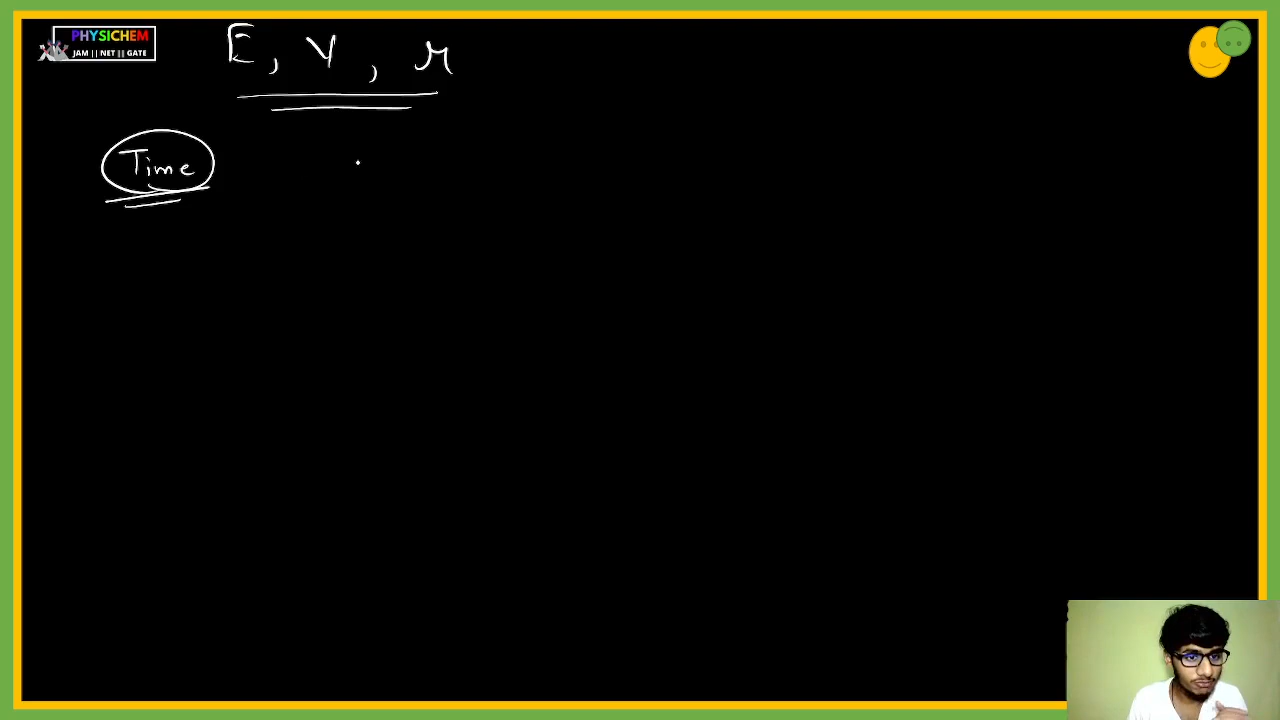 PHYSICHEM
JAM || NET || GATE
E, V, r
Time